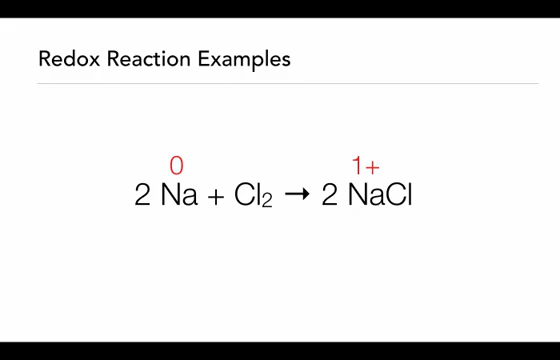 Redox Reaction Examples
0 1+
2 Na + Cl₂ → 2 NaCl